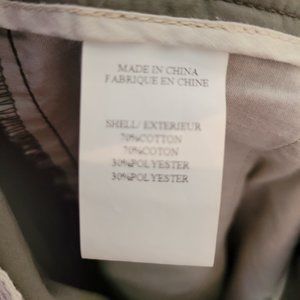 MADE IN CHINA
FABRIQUE EN CHINE
SHELL/ EXTERIEUR
70%COTTON
70%COTON
30%POLYESTER
30%POLYESTER